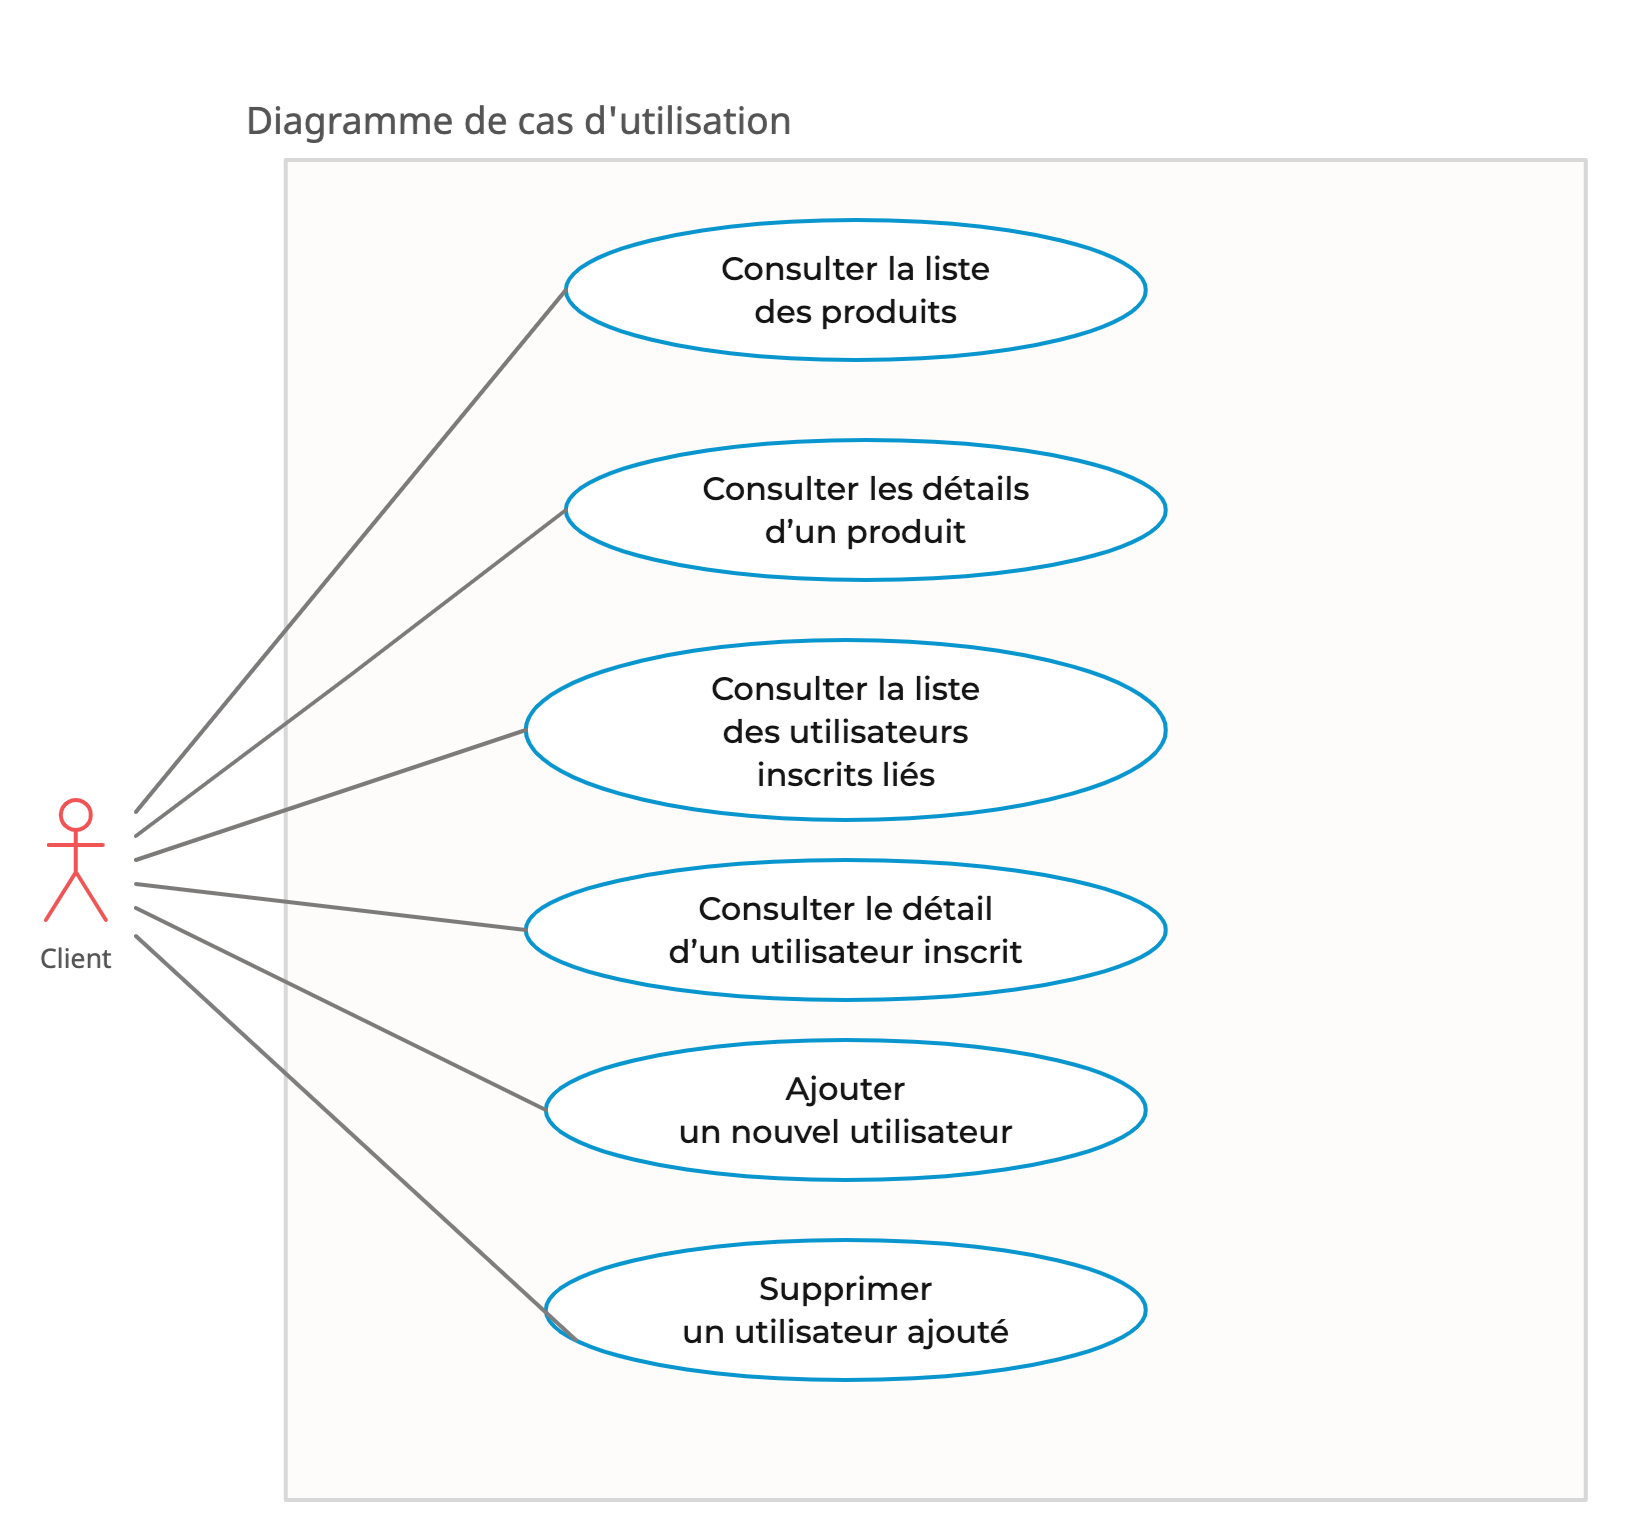 Diagramme de cas d'utilisation
Consulter la liste
des produits
Consulter les détails
d’un produit
Consulter la liste
des utilisateurs
inscrits liés
Client
Consulter le détail
d’un utilisateur inscrit
Ajouter
un nouvel utilisateur
Supprimer
un utilisateur ajouté